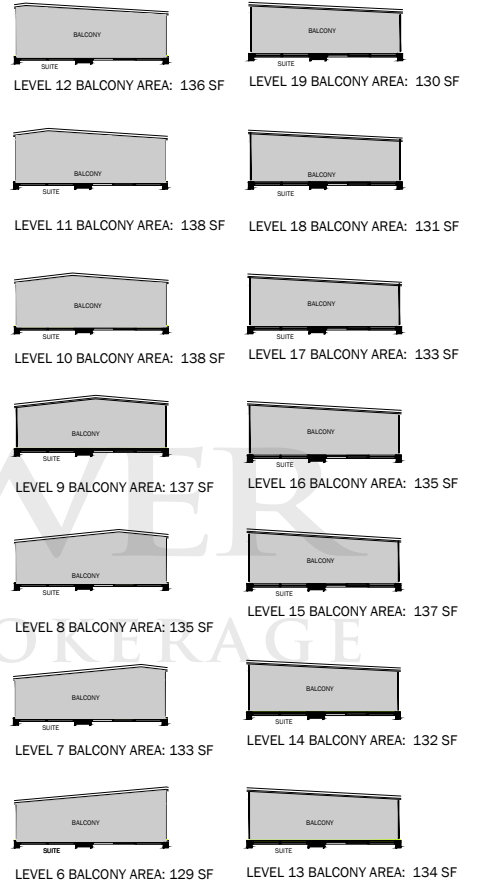 BALCONY
SUITE
LEVEL 12 BALCONY AREA: 136 SF
BALCONY
SUITE
LEVEL 11 BALCONY AREA: 138 SF
BALCONY
SUITE
LEVEL 10 BALCONY AREA: 138 SF
BALCONY
SUITE
LEVEL 9 BALCONY AREA: 137 SF
BALCONY
SUITE
LEVEL 8 BALCONY AREA: 135 SF
BALCONY
SUITE
LEVEL 7 BALCONY AREA: 133 SF
BALCONY
SUITE
LEVEL 6 BALCONY AREA: 129 SF
BALCONY
SUITE
LEVEL 19 BALCONY AREA: 130 SF
BALCONY
SUITE
LEVEL 18 BALCONY AREA: 131 SF
BALCONY
SUITE
LEVEL 17 BALCONY AREA: 133 SF
BALCONY
SUITE
LEVEL 16 BALCONY AREA: 135 SF
BALCONY
SUITE
LEVEL 15 BALCONY AREA: 137 SF
BALCONY
SUITE
LEVEL 14 BALCONY AREA: 132 SF
BALCONY
SUITE
LEVEL 13 BALCONY AREA: 134 SF
WER
OKERAGE